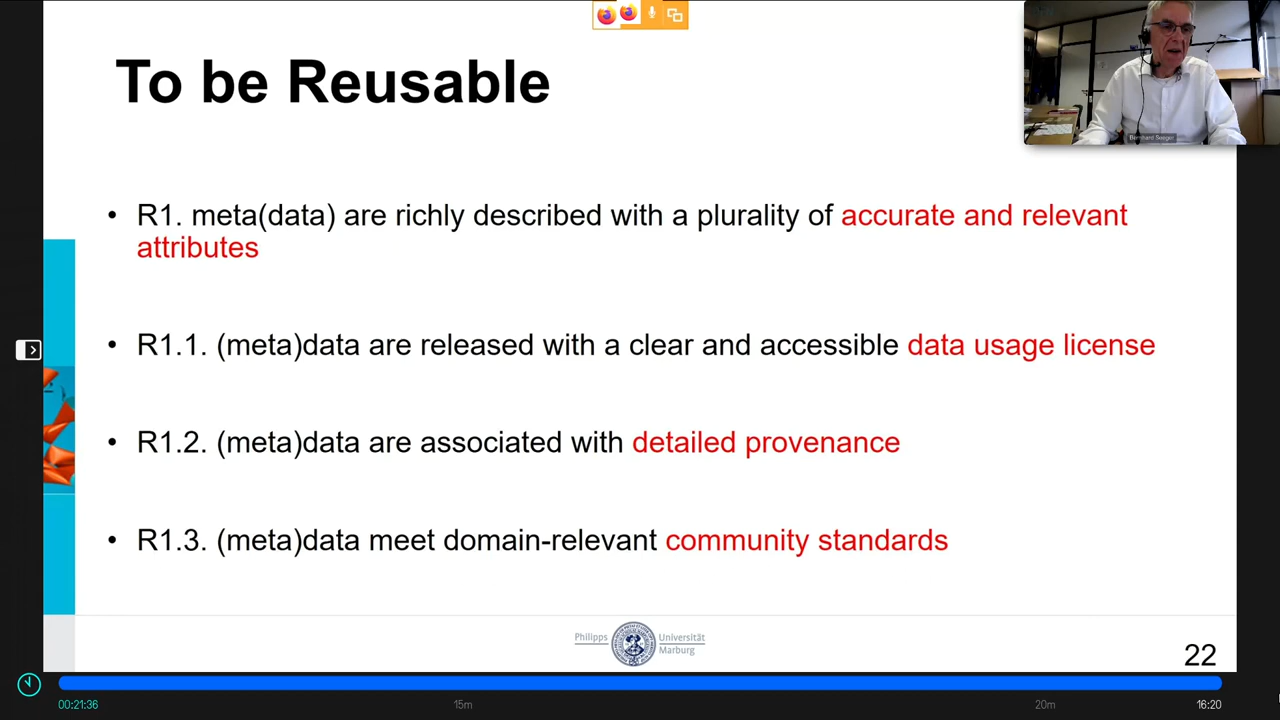 To be Reusable
Bernhard Seeger
• R1. meta(data) are richly described with a plurality of accurate and relevant
attributes
• R1.1. (meta)data are released with a clear and accessible data usage license
• R1.2. (meta)data are associated with detailed provenance
• R1.3. (meta)data meet domain-relevant community standards
Philipps Universität
Marburg
22
00:21:36
15m
20m
16:20